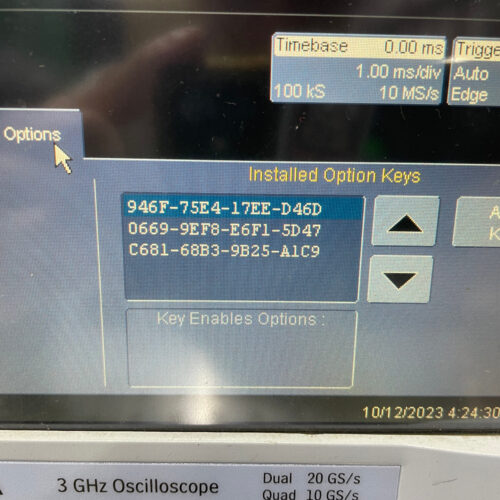 Timebase 0.00 ms Trigge
1.00 ms/div Auto
100 kS 10 MS/s Edge
Options
Installed Option Keys
946F-75E4-17EE-D46D
0669-9EF8-E6F1-5D47
C681-68B3-9B25-A1C9
A
K
Key Enables Options :
10/12/2023 4:24:30
3 GHz Oscilloscope
Dual 20 GS/s
Quad 10 GS/s